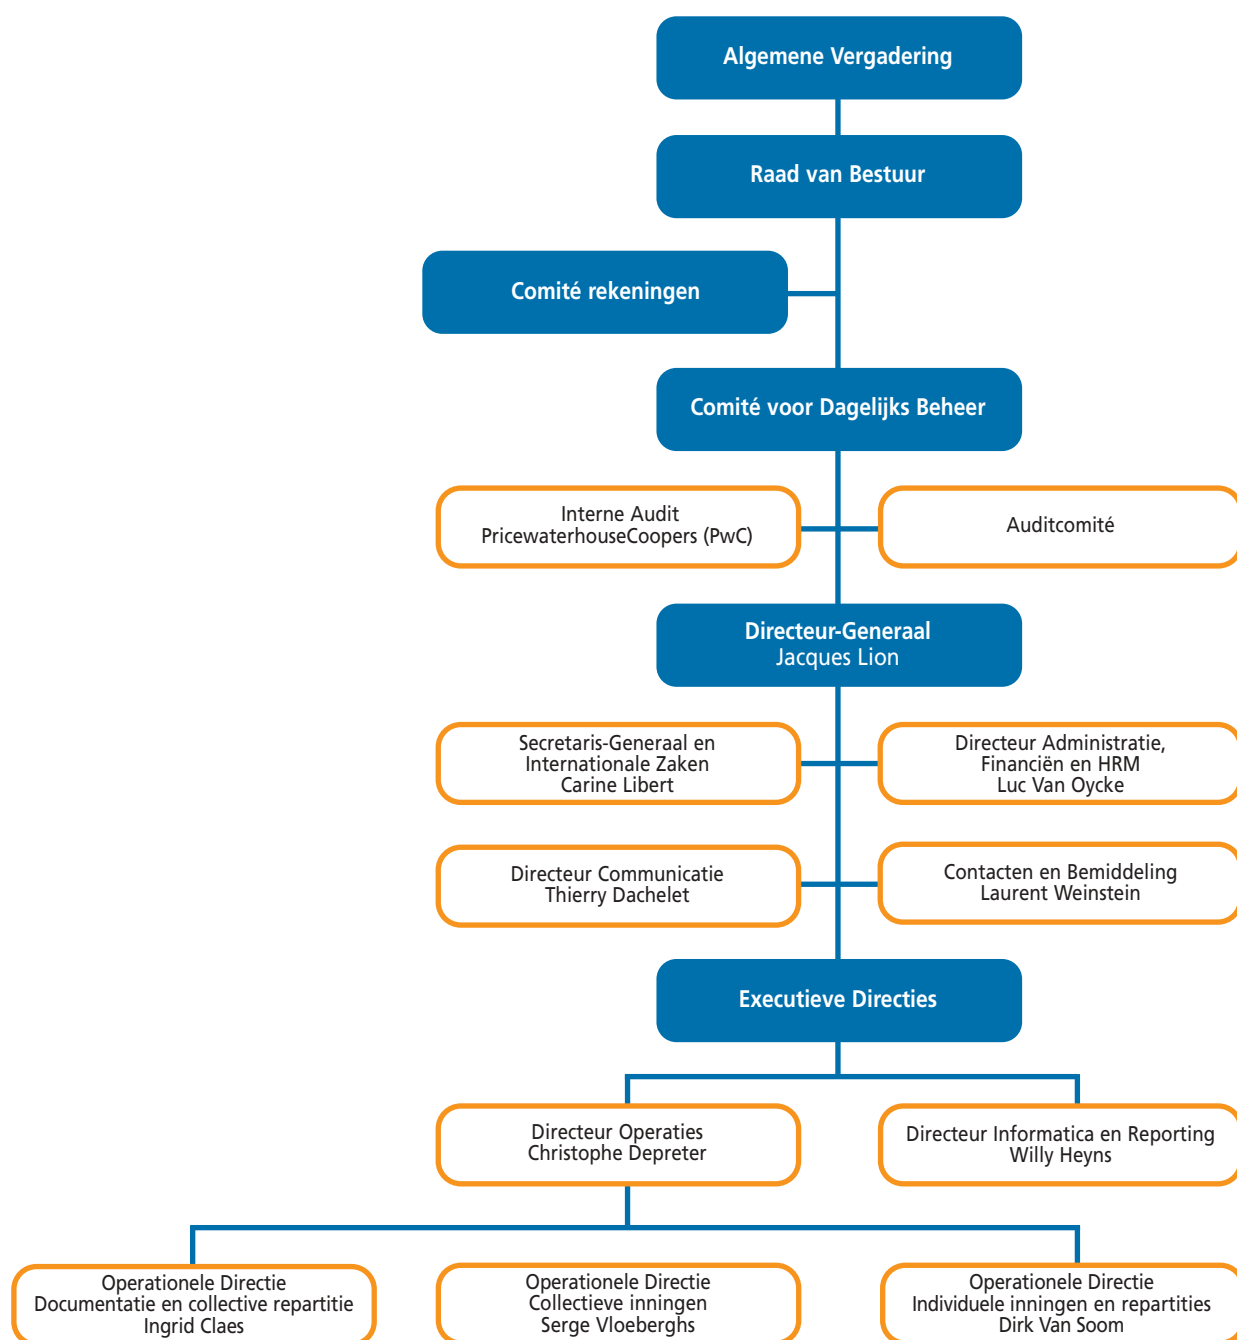 Algemene Vergadering
Raad van Bestuur
Comité rekeningen
Comité voor Dagelijks Beheer
Interne Audit
PricewaterhouseCoopers (PwC)
Auditcomité
Directeur-Generaal
Jacques Lion
Secretaris-Generaal en
Internationale Zaken
Carine Libert
Directeur Administratie,
Financiën en HRM
Luc Van Oycke
Directeur Communicatie
Thierry Dachelet
Contacten en Bemiddeling
Laurent Weinstein
Executieve Directies
Directeur Operaties
Christophe Depreter
Directeur Informatica en Reporting
Willy Heyns
Operationele Directie
Documentatie en collective repartitie
Ingrid Claes
Operationele Directie
Collectieve inningen
Serge Vloeberghs
Operationele Directie
Individuele inningen en repartities
Dirk Van Soom